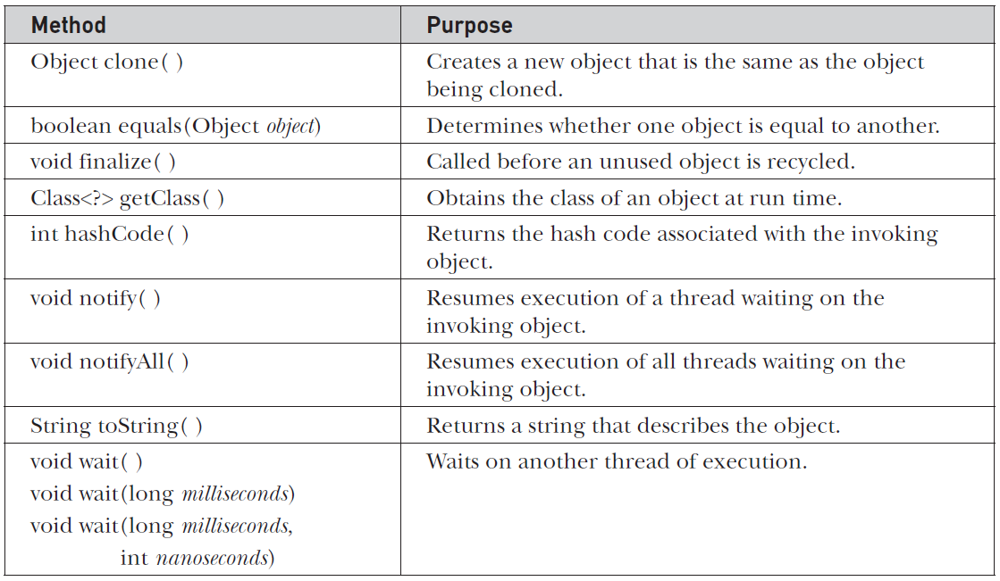 Method Purpose
Object clone( ) Creates a new object that is the same as the object
being cloned.
boolean equals(Object object) Determines whether one object is equal to another.
void finalize( ) Called before an unused object is recycled.
Class<?> getClass( ) Obtains the class of an object at run time.
int hashCode( ) Returns the hash code associated with the invoking
object.
void notify( ) Resumes execution of a thread waiting on the
invoking object.
void notifyAll( ) Resumes execution of all threads waiting on the
invoking object.
String toString( ) Returns a string that describes the object.
void wait( ) Waits on another thread of execution.
void wait(long milliseconds)
void wait(long milliseconds,
int nanoseconds)